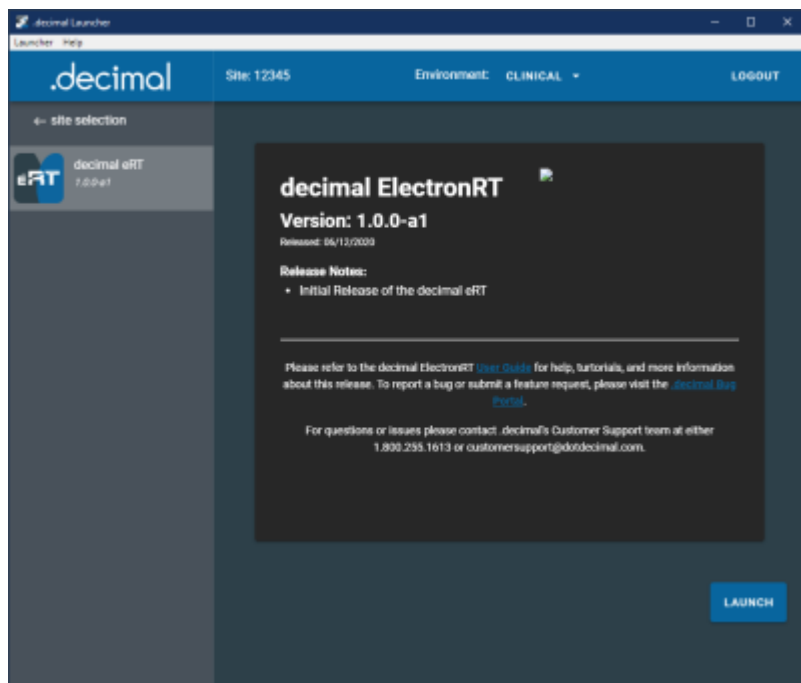 .decimal Launcher
Launcher Help
.decimal
Site: 12345
Environment:
CLINICAL
LOGOUT
← site selection
eRT
decimal eRT
1.0.0-a1
decimal ElectronRT
Version: 1.0.0-a1
Released: 06/12/2020
Release Notes:
• Initial Release of the decimal eRT
Please refer to the decimal ElectronRT User Guide for help, turtorials, and more information
about this release. To report a bug or submit a feature request, please visit the .decimal Bug
Portal.
For questions or issues please contact .decimal's Customer Support team at either
1.800.255.1613 or customersupport@dotdecimal.com.
LAUNCH